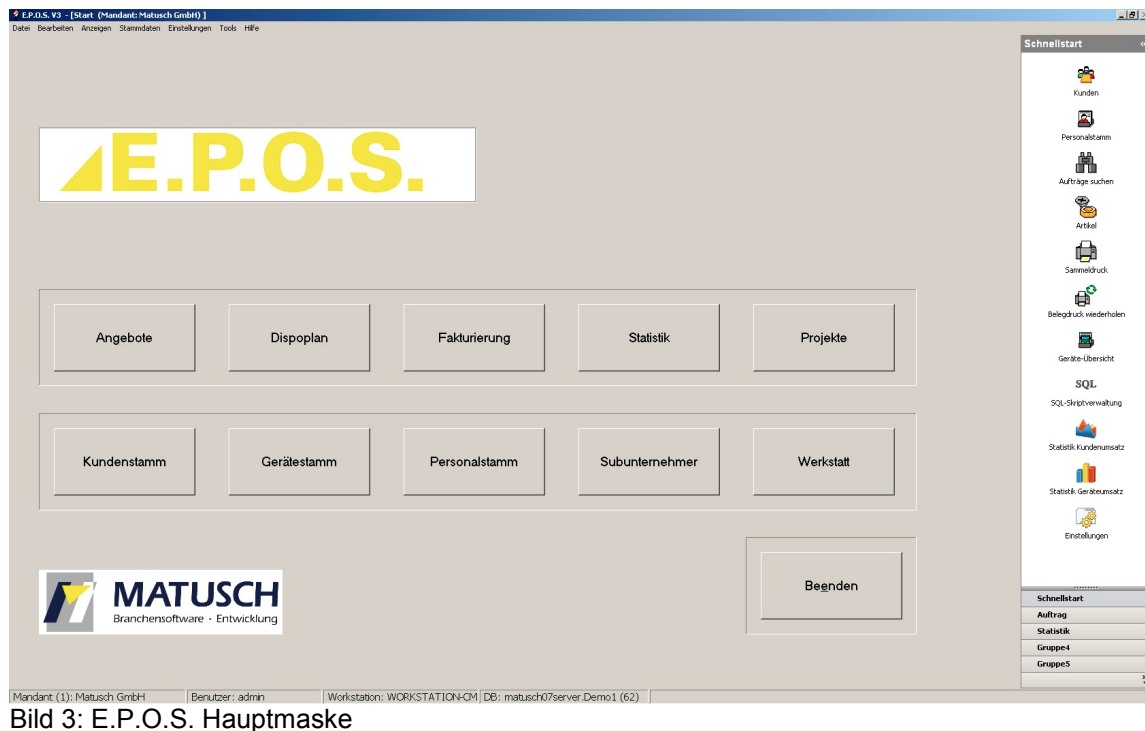 E.P.O.S. V3 - [Start (Mandant: Matusch GmbH) ]
Datei Bearbeiten Anzeigen Stammdaten Einstellungen Tools Hilfe
Schnellstart «
Kunden
Personalstamm
Aufträge suchen
Artikel
Sammeldruck
Belegdruck wiederholen
Geräte-Übersicht
SQL
SQL-Skriptverwaltung
Statistik Kundenumsatz
Statistik Geräteumsatz
Einstellungen
Schnellstart
Auftrag
Statistik
Gruppe4
Gruppe5
E.P.O.S.
Angebote Dispoplan Fakturierung Statistik Projekte
Kundenstamm Gerätestamm Personalstamm Subunternehmer Werkstatt
Beenden
MATUSCH
Branchensoftware · Entwicklung
Mandant (1): Matusch GmbH Benutzer: admin Workstation: WORKSTATION-CM DB: matusch07server.Demo1 (62)
Bild 3: E.P.O.S. Hauptmaske